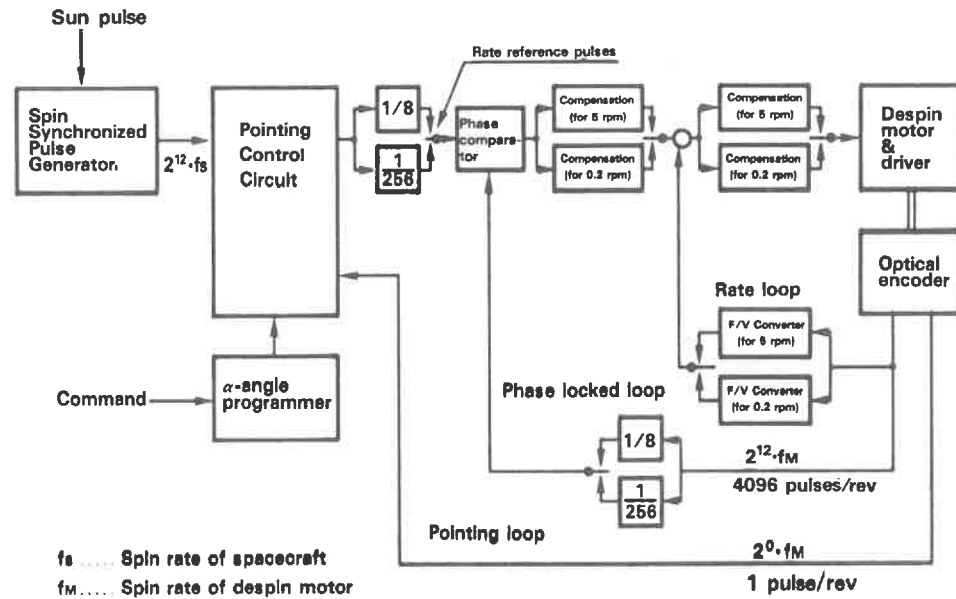 Sun pulse
Spin
Synchronized
Pulse
Generator.
2¹²·fs
Pointing
Control
Circuit
1/8
1
256
Rate reference pulses
Phase
compara-
tor
Compensation
(for 5 rpm)
Compensation
(for 0.2 rpm)
Compensation
(for 5 rpm)
Compensation
(for 0.2 rpm)
Despin
motor
&
driver
Optical
encoder
Rate loop
F/V Converter
(for 5 rpm)
F/V Converter
(for 0.2 rpm)
Command
α-angle
programmer
Phase locked loop
1/8
1
256
2¹²·fM
4096 pulses/rev
Pointing loop
2⁰·fM
1 pulse/rev
fs ..... Spin rate of spacecraft
fM ..... Spin rate of despin motor